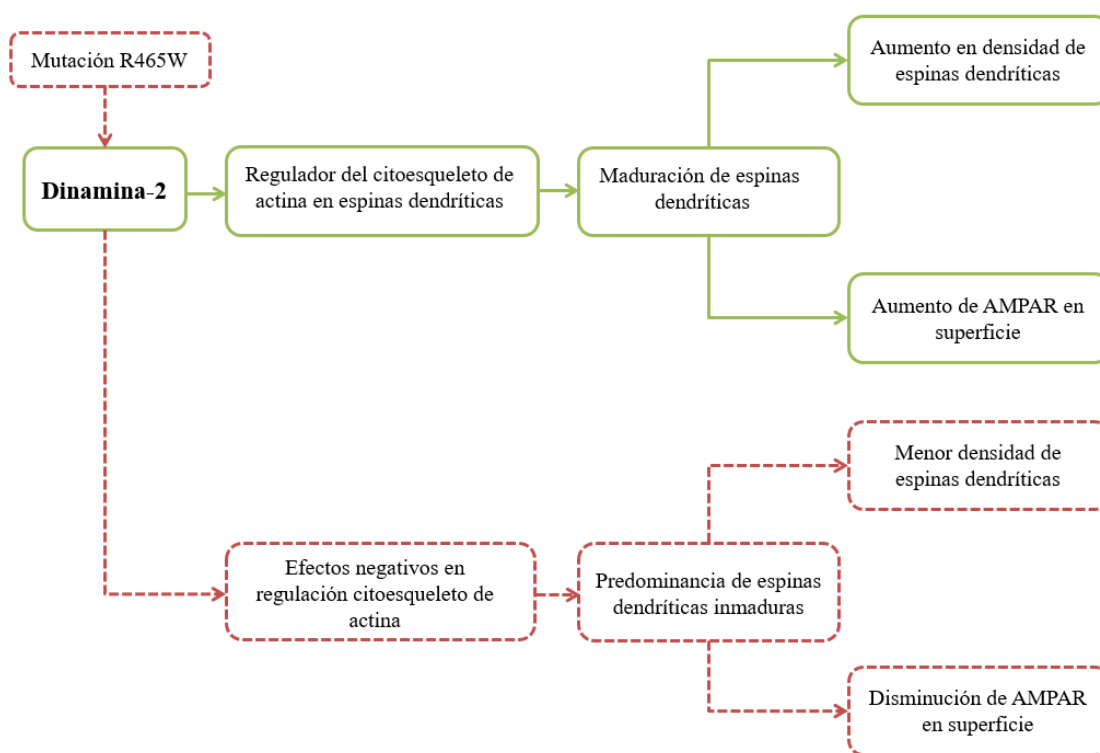 Mutación R465W
Aumento en densidad de
espinas dendríticas
Dinamina-2
Regulador del citoesqueleto de
actina en espinas dendríticas
Maduración de espinas
dendríticas
Aumento de AMPAR en
superficie
Menor densidad de
espinas dendríticas
Efectos negativos en
regulación citoesqueleto de
actina
Predominancia de espinas
dendríticas inmaduras
Disminución de AMPAR
en superficie